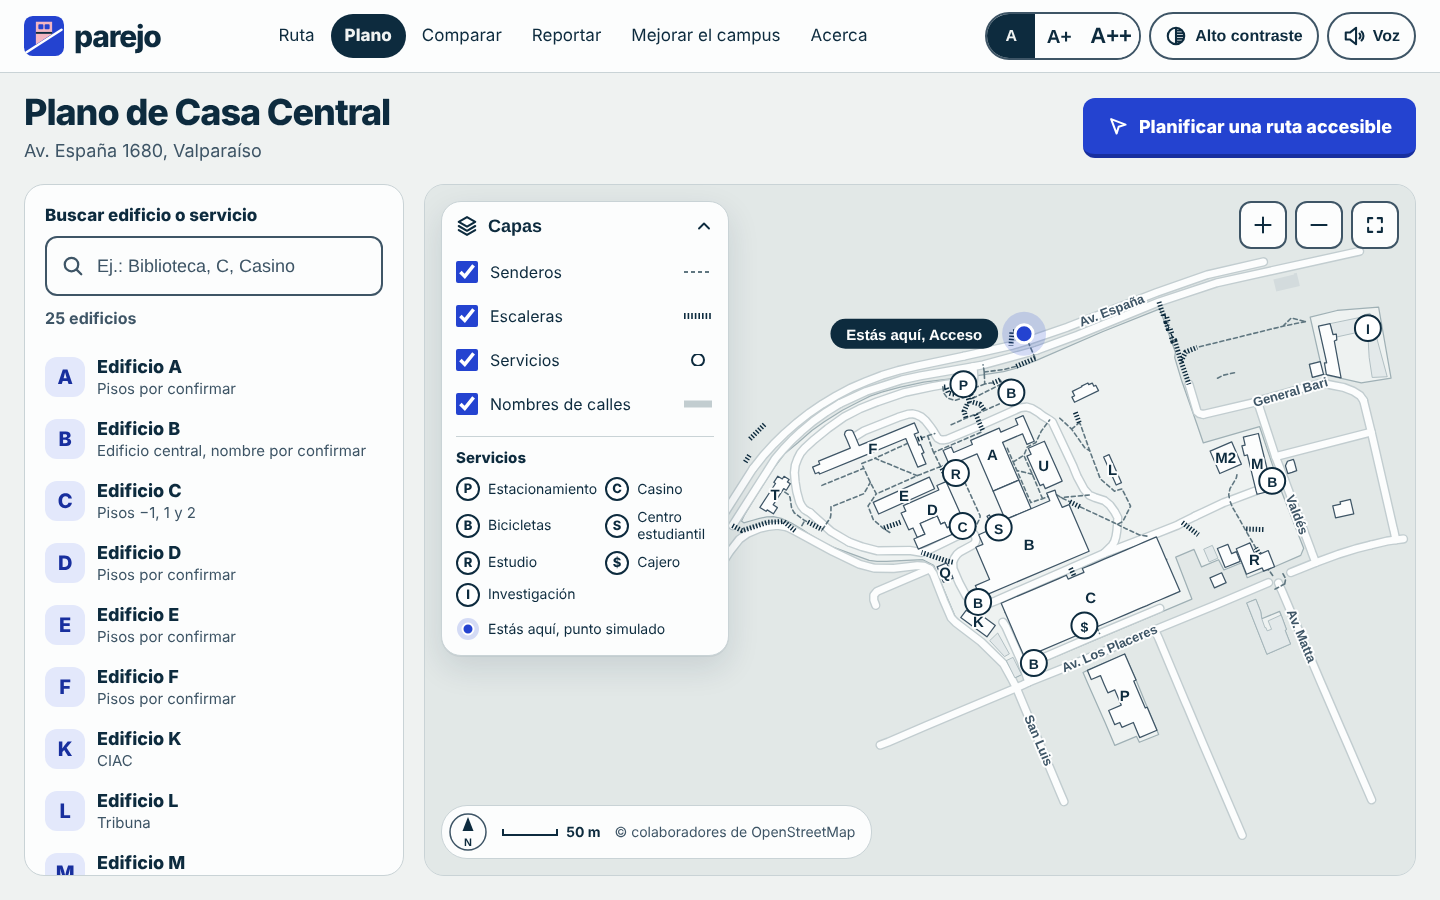 parejo
Ruta
Plano
Comparar
Reportar
Mejorar el campus
Acerca
A
A+
A++
Alto contraste
Voz
Plano de Casa Central
Av. España 1680, Valparaíso
Planificar una ruta accesible
Buscar edificio o servicio
Ej.: Biblioteca, C, Casino
25 edificios
A
Edificio A
Pisos por confirmar
B
Edificio B
Edificio central, nombre por confirmar
C
Edificio C
Pisos −1, 1 y 2
D
Edificio D
Pisos por confirmar
E
Edificio E
Pisos por confirmar
F
Edificio F
Pisos por confirmar
K
Edificio K
CIAC
L
Edificio L
Tribuna
M
Edificio M
Capas
Senderos
Escaleras
Servicios
Nombres de calles
Servicios
P Estacionamiento
C Casino
B Bicicletas
S Centro
estudiantil
R Estudio
$ Cajero
I Investigación
Estás aquí, punto simulado
Av. España
Estás aquí, Acceso
I
P
B
General Bari
F
A
R
U
L
M2
M
B
T
E
D
C
S
B
Valdés
Q
R
B
K
C
$
Av. Los Placeres
B
Av. Matta
P
San Luis
N
50 m
© colaboradores de OpenStreetMap